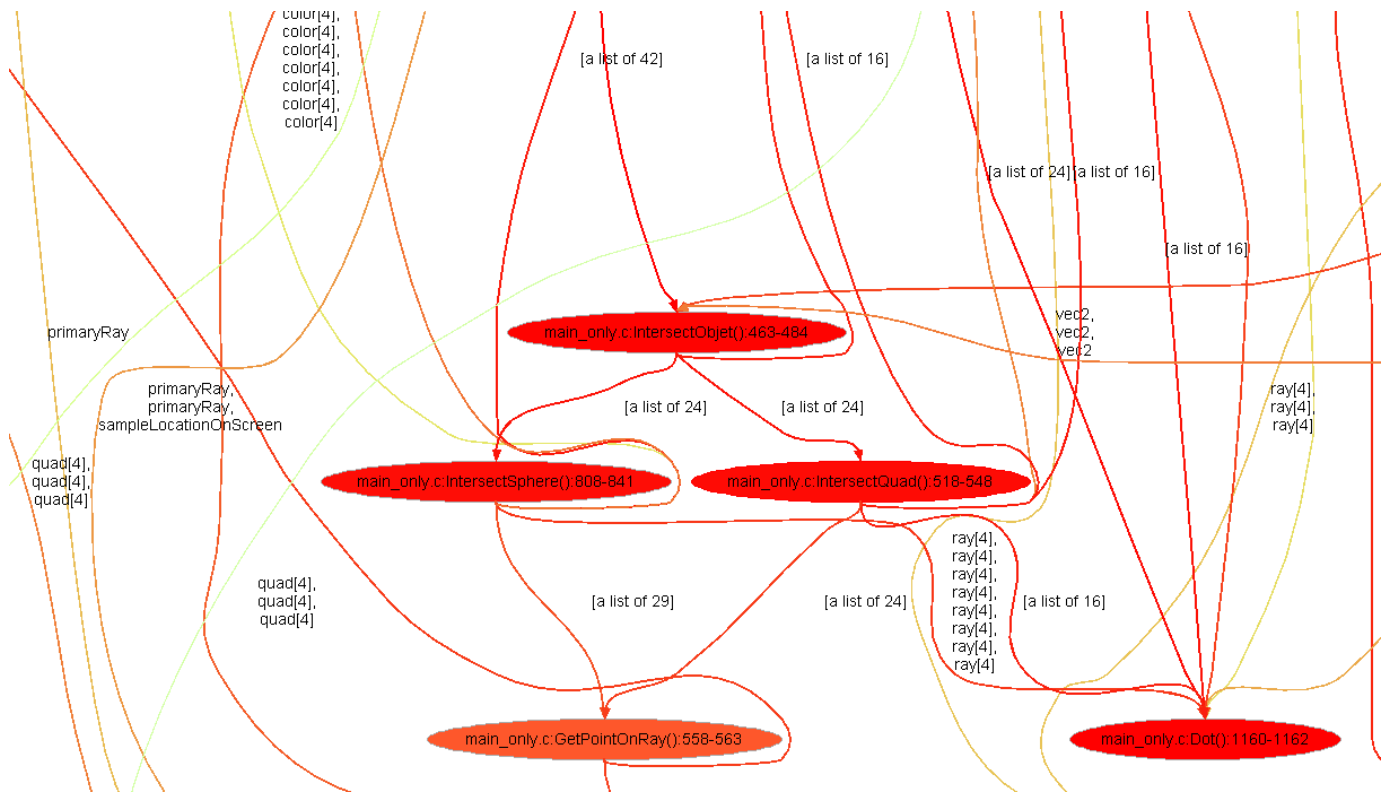 color[4],
color[4],
color[4],
color[4],
color[4],
color[4],
color[4]
[a list of 42]
[a list of 16]
[a list of 24]
[a list of 16]
[a list of 16]
main_only.c:IntersectObjet():463-484
vec2,
vec2,
vec2
primaryRay
primaryRay,
primaryRay,
sampleLocationOnScreen
[a list of 24]
[a list of 24]
ray[4],
ray[4],
ray[4]
quad[4],
quad[4],
quad[4]
main_only.c:IntersectSphere():808-841
main_only.c:IntersectQuad():518-548
quad[4],
quad[4],
quad[4]
[a list of 29]
[a list of 24]
ray[4],
ray[4],
ray[4],
ray[4],
ray[4],
ray[4],
ray[4],
ray[4]
[a list of 16]
main_only.c:GetPointOnRay():558-563
main_only.c:Dot():1160-1162